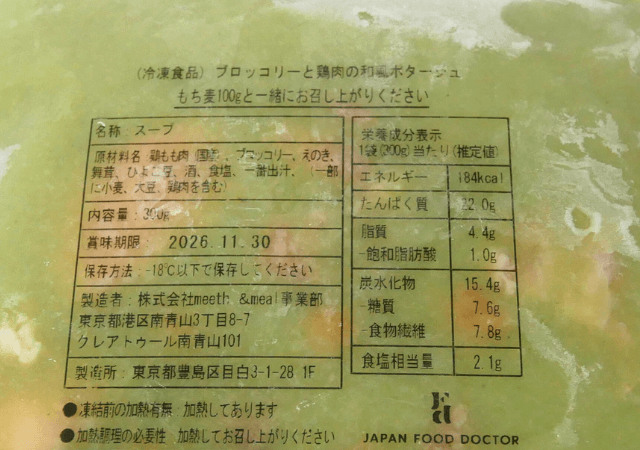 (冷凍食品) ブロッコリーと鶏肉の和風ポタージュ
もち麦100gと一緒にお召し上がりください
名称:スープ
原材料名 鶏もも肉(国産)、ブロッコリー、えのき、
舞茸、ひよこ豆、酒、食塩、一番出汁、(一部
に小麦、大豆、鶏肉を含む)
内容量:300g
賞味期限: 2026.11.30
保存方法:-18℃以下で保存してください
製造者:株式会社meeth &meal事業部
東京都港区南青山3丁目8-7
クレアトゥール南青山101
製造所:東京都豊島区目白3-1-28 1F
●凍結前の加熱有無 加熱してあります
●加熱調理の必要性 加熱してお召し上がりください
栄養成分表示
1袋(300g)当たり(推定値)
エネルギー 184kcal
たんぱく質 22.0g
脂質 4.4g
-飽和脂肪酸 1.0g
炭水化物 15.4g
-糖質 7.6g
-食物繊維 7.8g
食塩相当量 2.1g
JAPAN FOOD DOCTOR